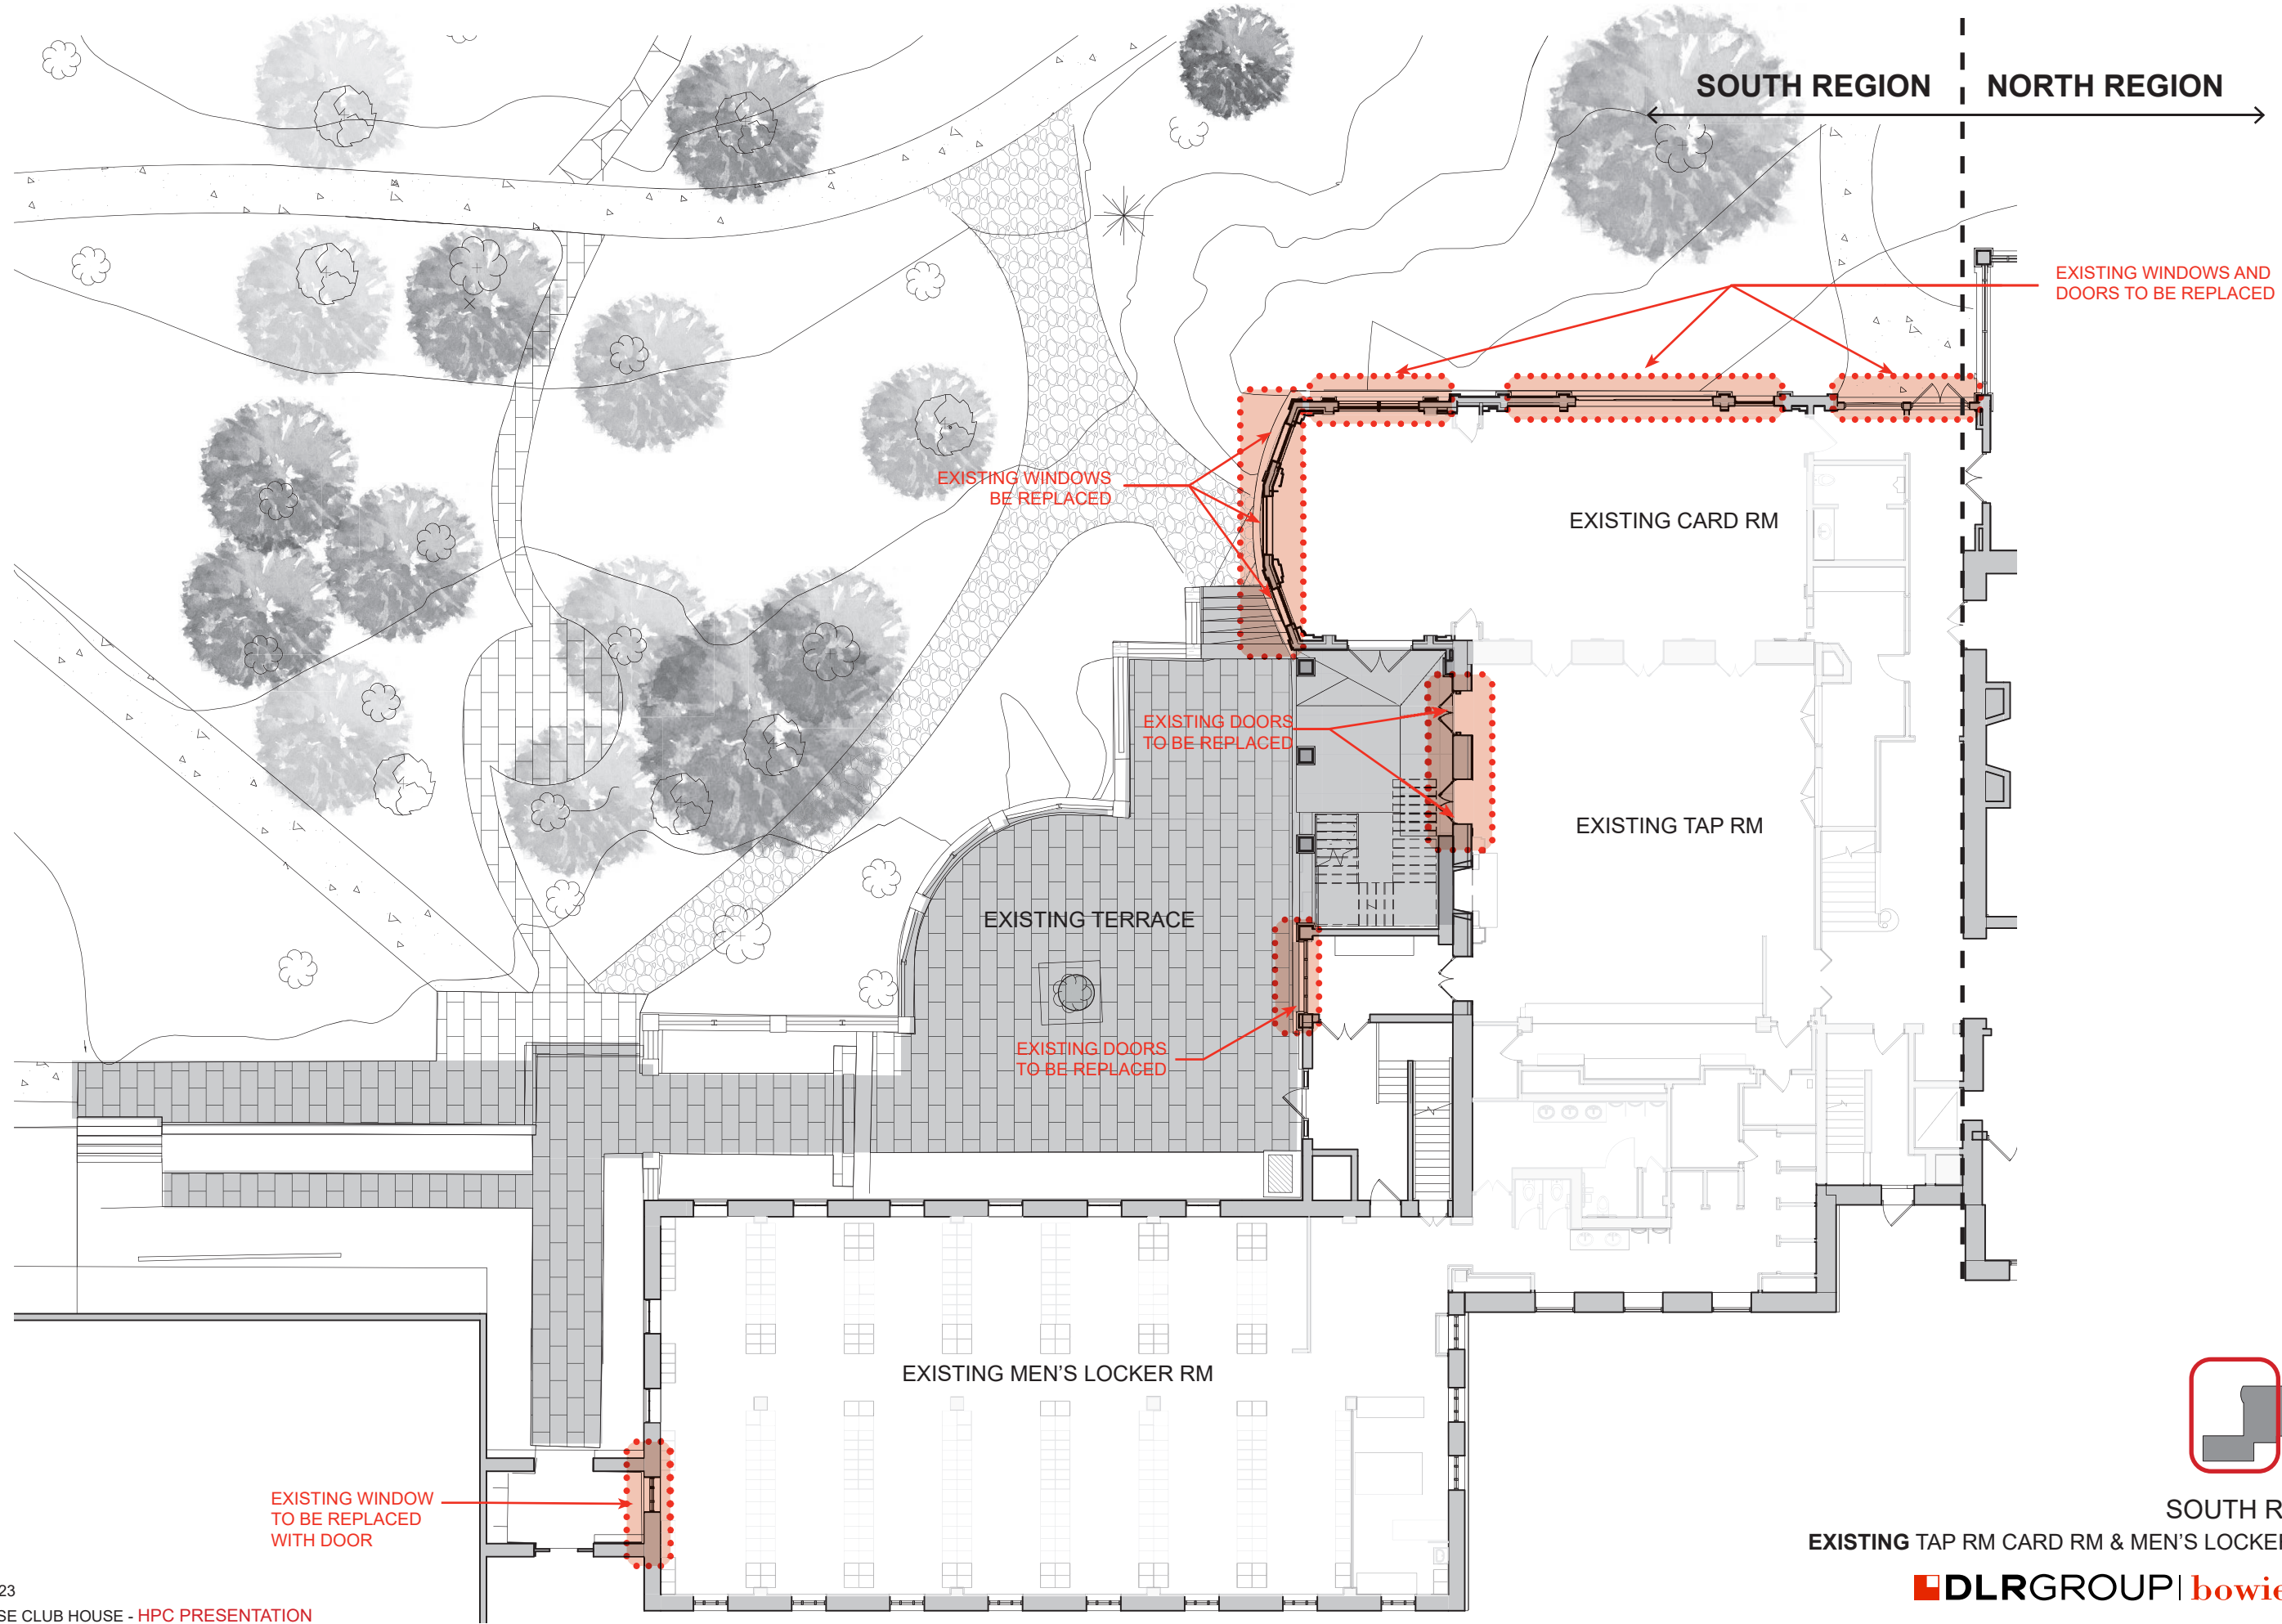 SOUTH REGION
NORTH REGION
EXISTING WINDOWS AND
DOORS TO BE REPLACED
EXISTING WINDOWS
BE REPLACED
EXISTING CARD RM
EXISTING DOORS
TO BE REPLACED
EXISTING TAP RM
EXISTING TERRACE
EXISTING DOORS
TO BE REPLACED
EXISTING MEN'S LOCKER RM
EXISTING WINDOW
TO BE REPLACED
WITH DOOR
SOUTH R
EXISTING TAP RM CARD RM & MEN'S LOCKE
DLRGROUP| bowie
23
SE CLUB HOUSE - HPC PRESENTATION